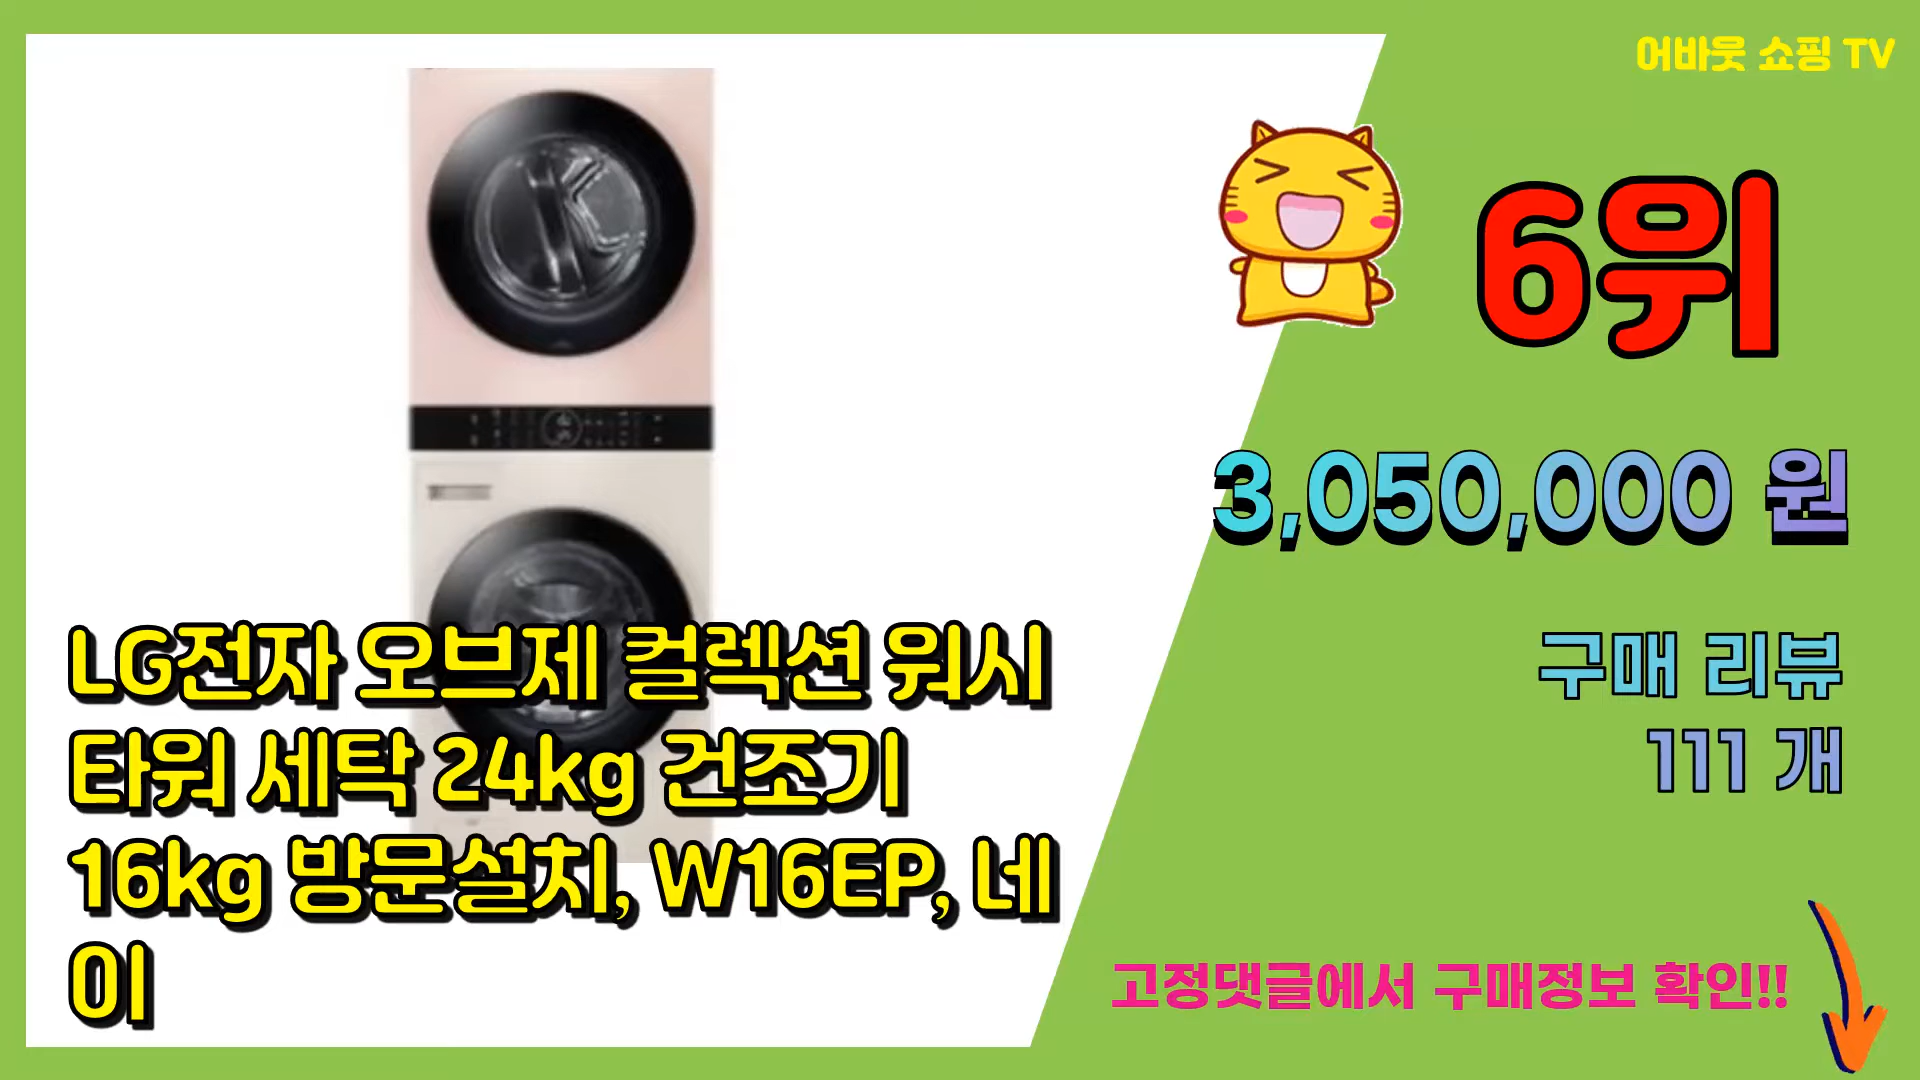 어바웃 쇼핑 TV
6위
3,050,000 원
구매 리뷰
111 개
LG전자 오브제 컬렉션 워시
타워 세탁 24kg 건조기
16kg 방문설치, W16EP, 네
이
고정댓글에서 구매정보 확인!!